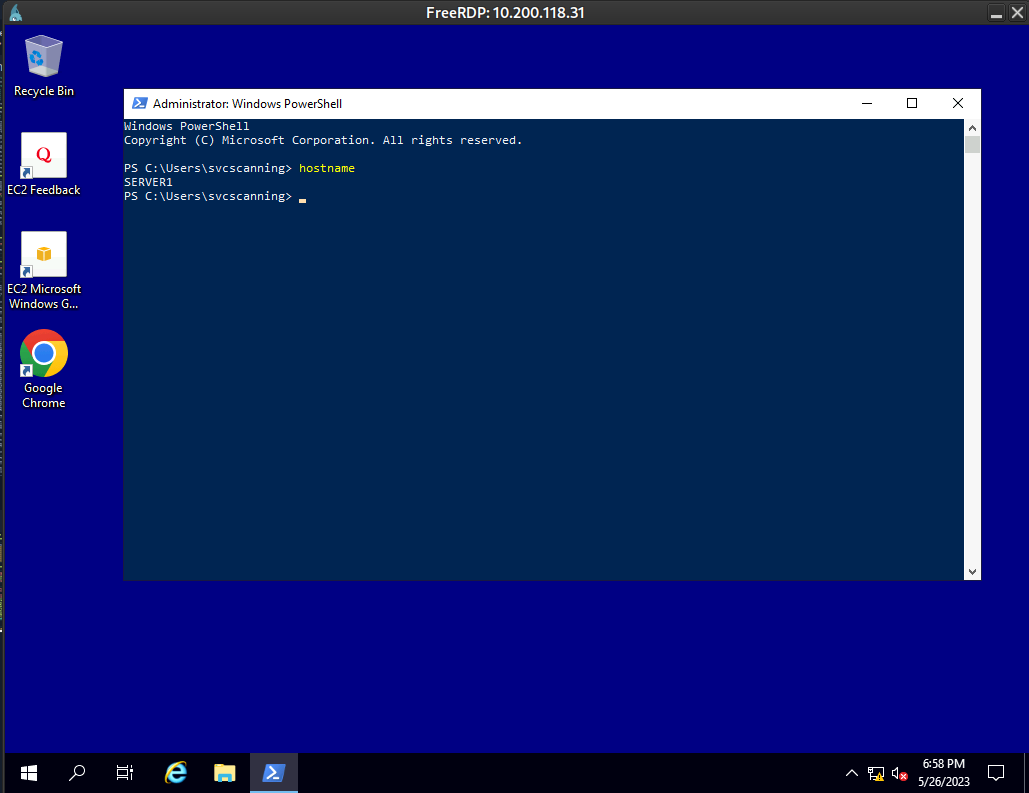 FreeRDP: 10.200.118.31
Recycle Bin
EC2 Feedback
EC2 Microsoft
Windows G...
Google
Chrome
Administrator: Windows PowerShell
Windows PowerShell
Copyright (C) Microsoft Corporation. All rights reserved.
PS C:\Users\svcscanning> hostname
SERVER1
PS C:\Users\svcscanning>
6:58 PM
5/26/2023